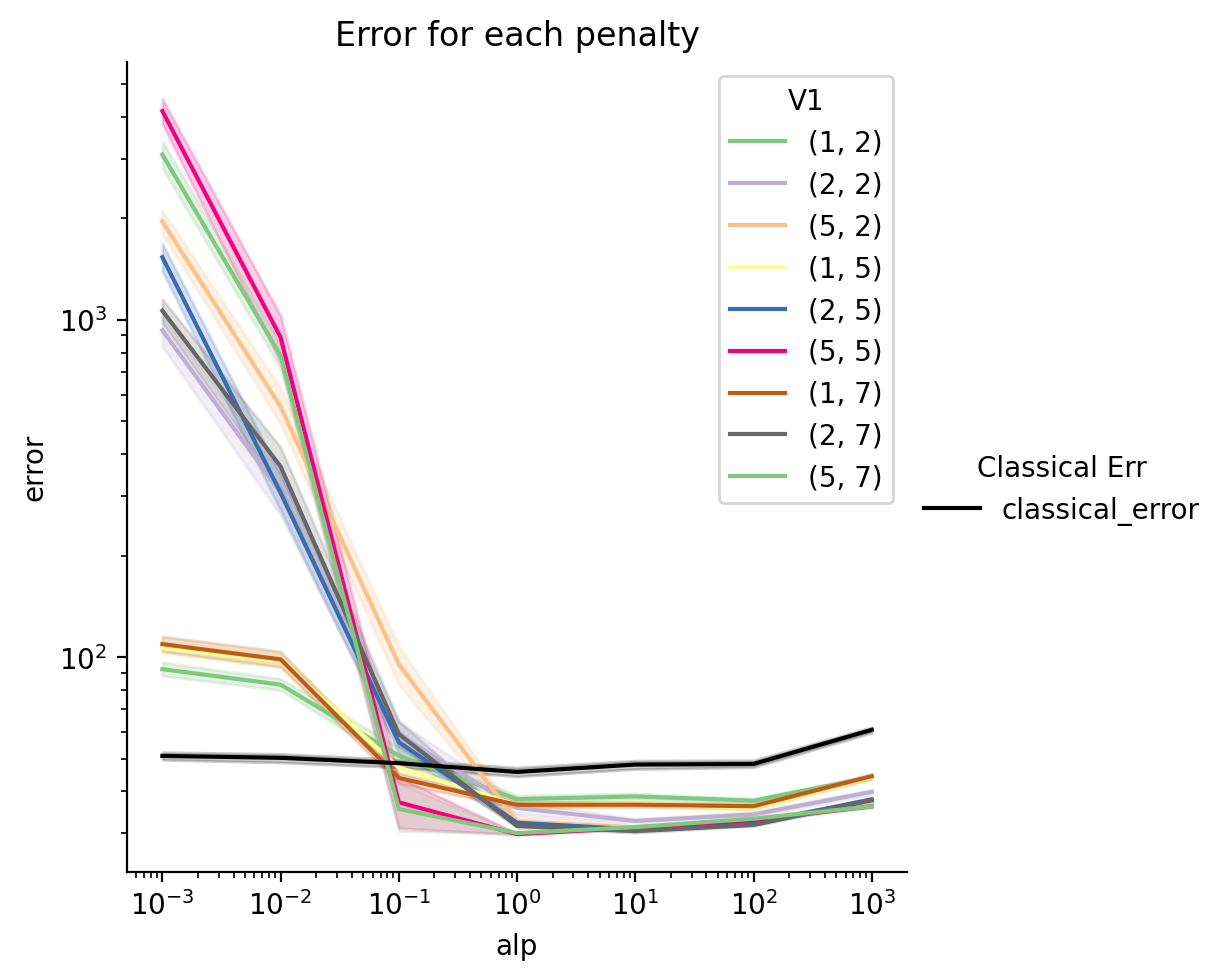 Error for each penalty
V1
(1, 2)
(2, 2)
(5, 2)
(1, 5)
(2, 5)
(5, 5)
(1, 7)
(2, 7)
(5, 7)
Classical Err
classical_error
error
10³
10²
10⁻³ 10⁻² 10⁻¹ 10⁰ 10¹ 10² 10³
alp